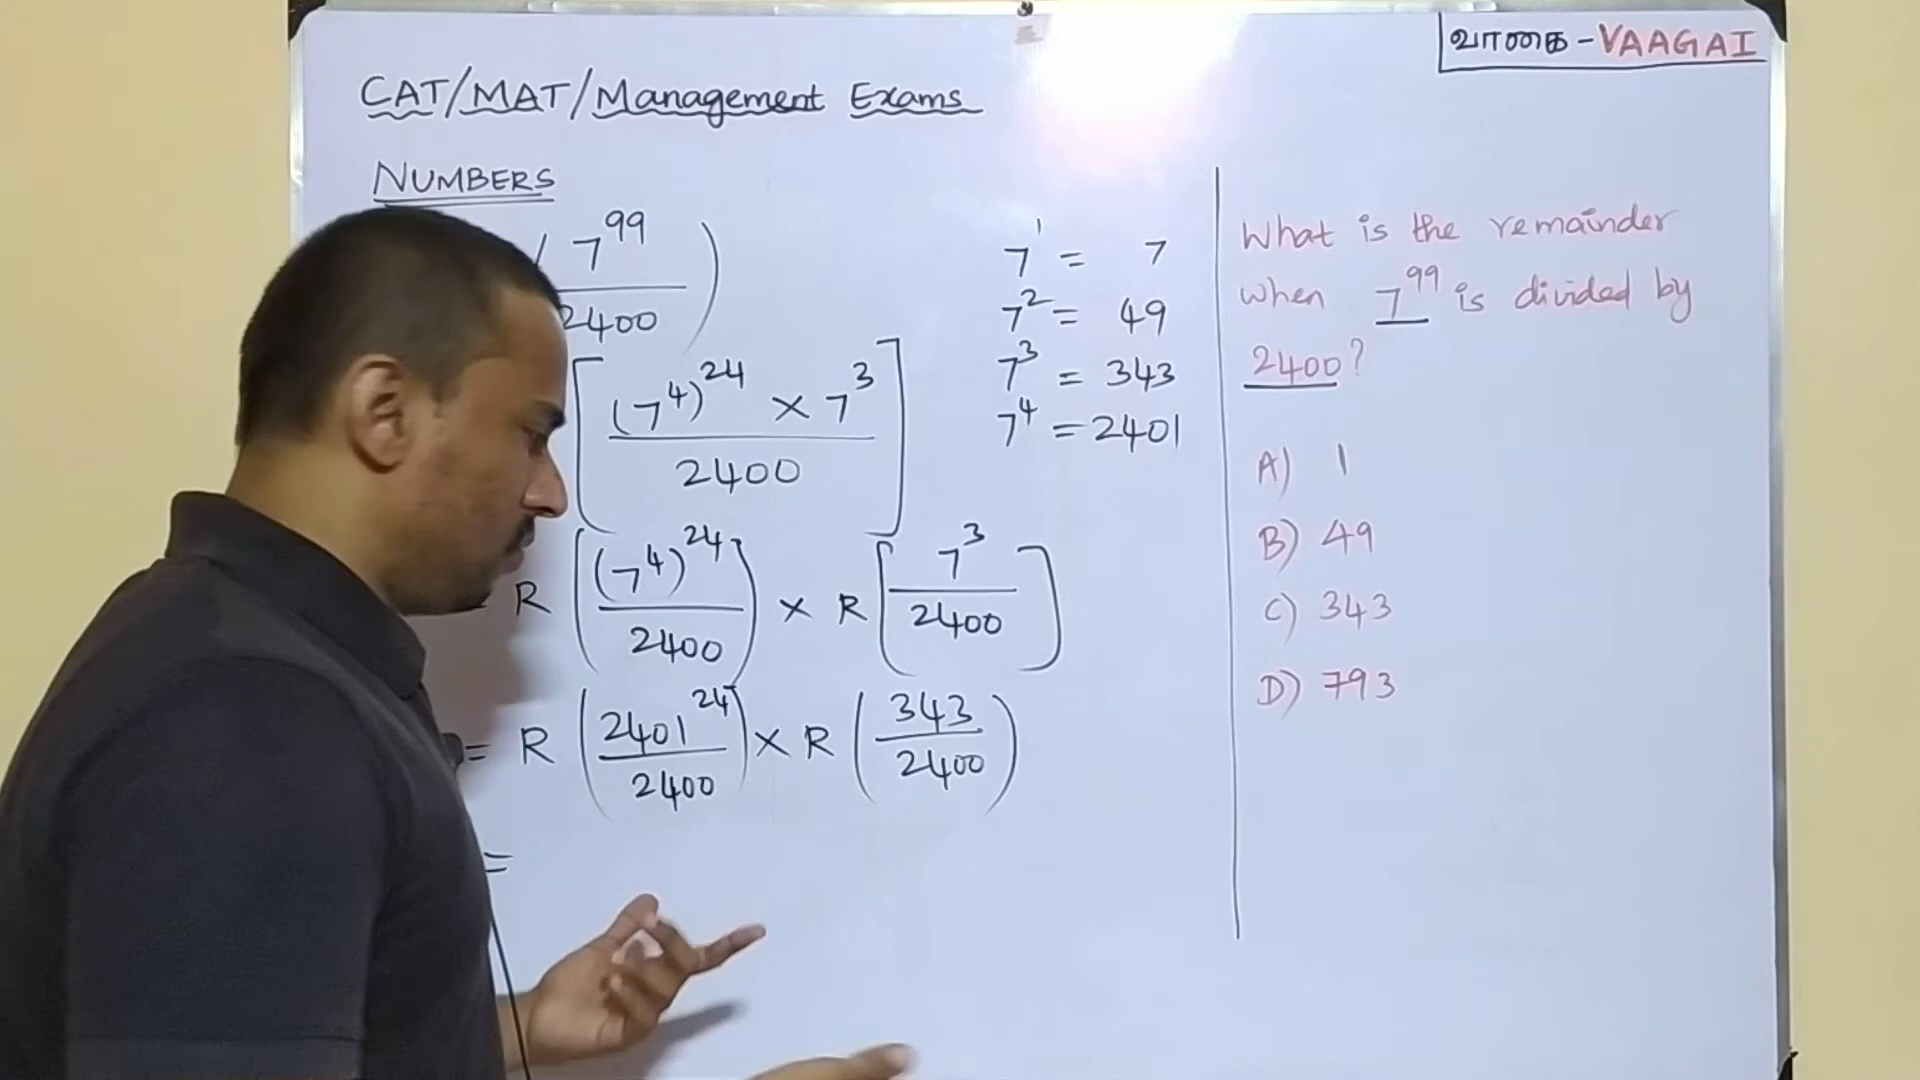 வாகை - VAAGAI
CAT/MAT/Management Exams
NUMBERS
( 7^99 / 2400 )
[ (7^4)^24 × 7^3 / 2400 ]
= R ( (7^4)^24 / 2400 ) × R [ 7^3 / 2400 ]
= R ( 2401^24 / 2400 ) × R ( 343 / 2400 )
=
7^1 = 7
7^2 = 49
7^3 = 343
7^4 = 2401
What is the remainder
when 7^99 is divided by
2400?
A) 1
B) 49
C) 343
D) 793